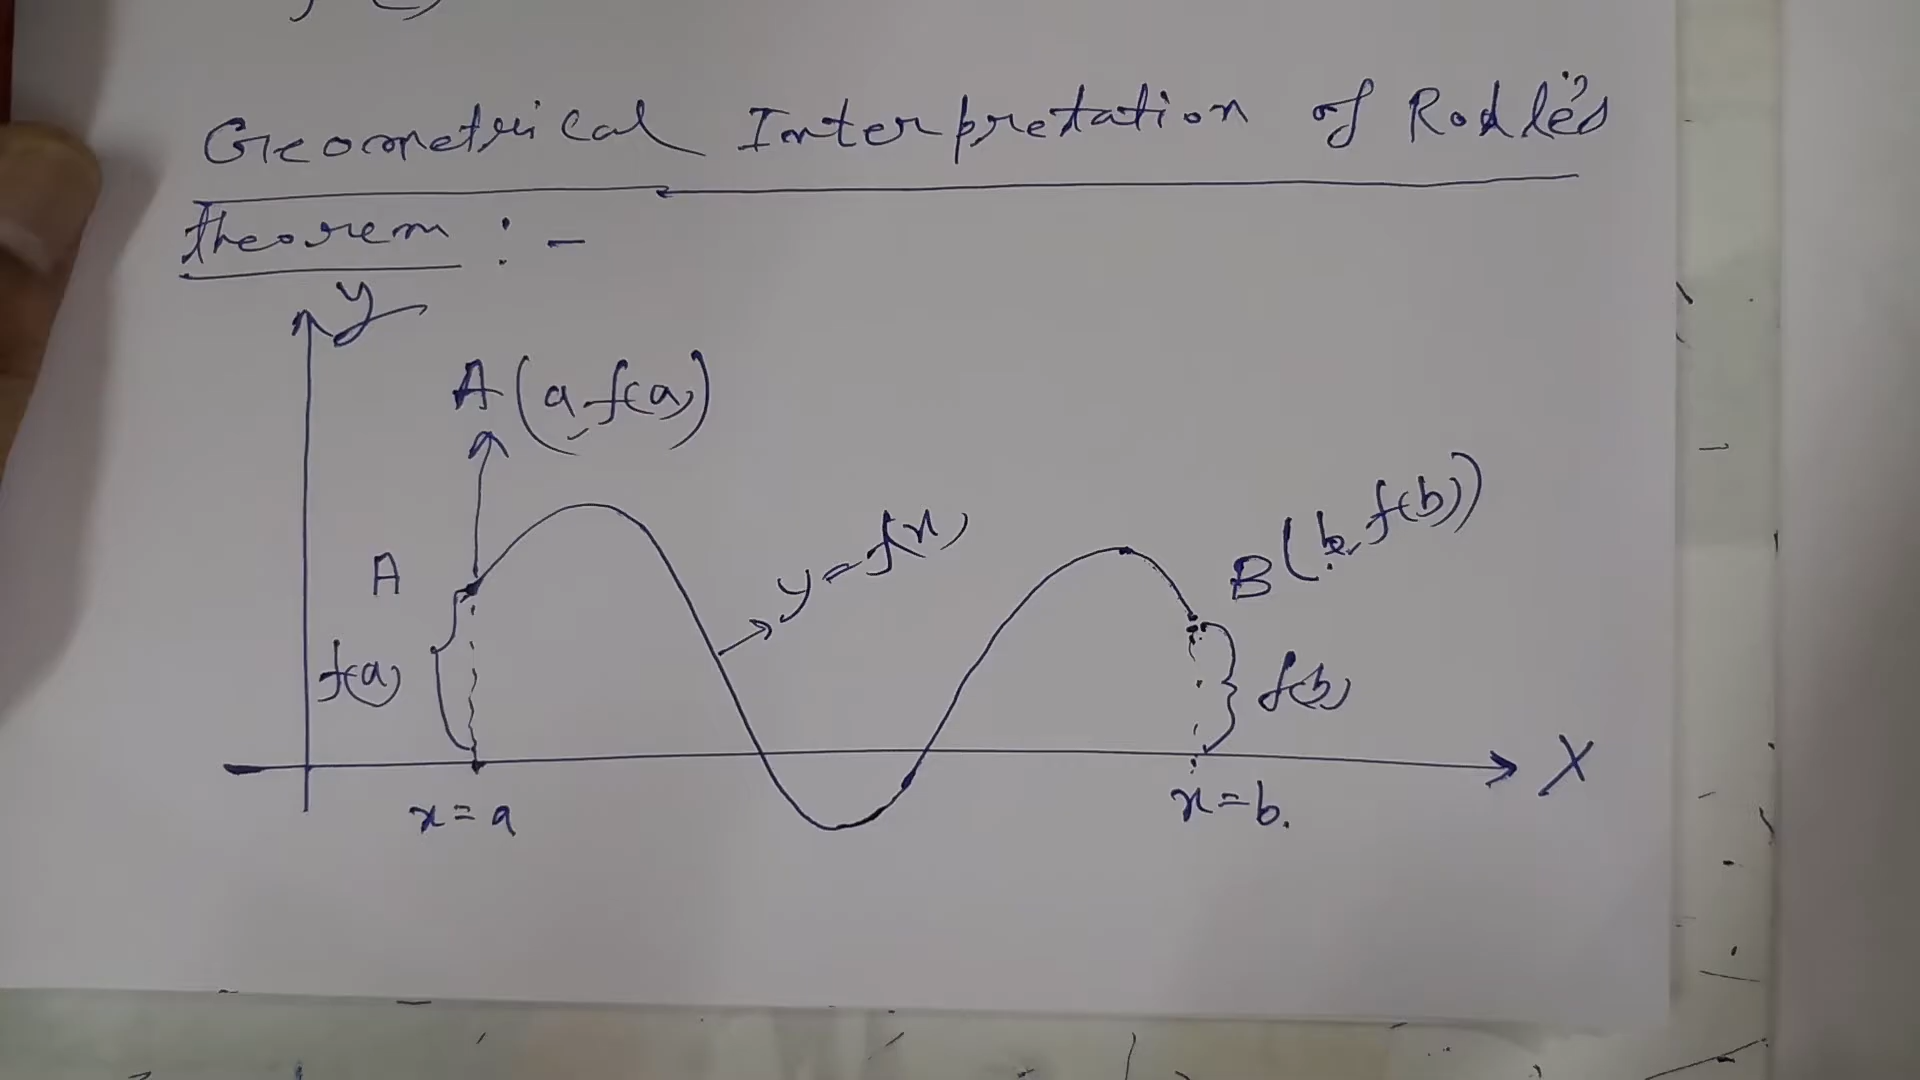 Geometrical Interpretation of Rolle's
theorem :-
y
A (a, f(a))
y = f(x)
B (b, f(b))
A
f(a)
f(b)
X
x = a
x = b.